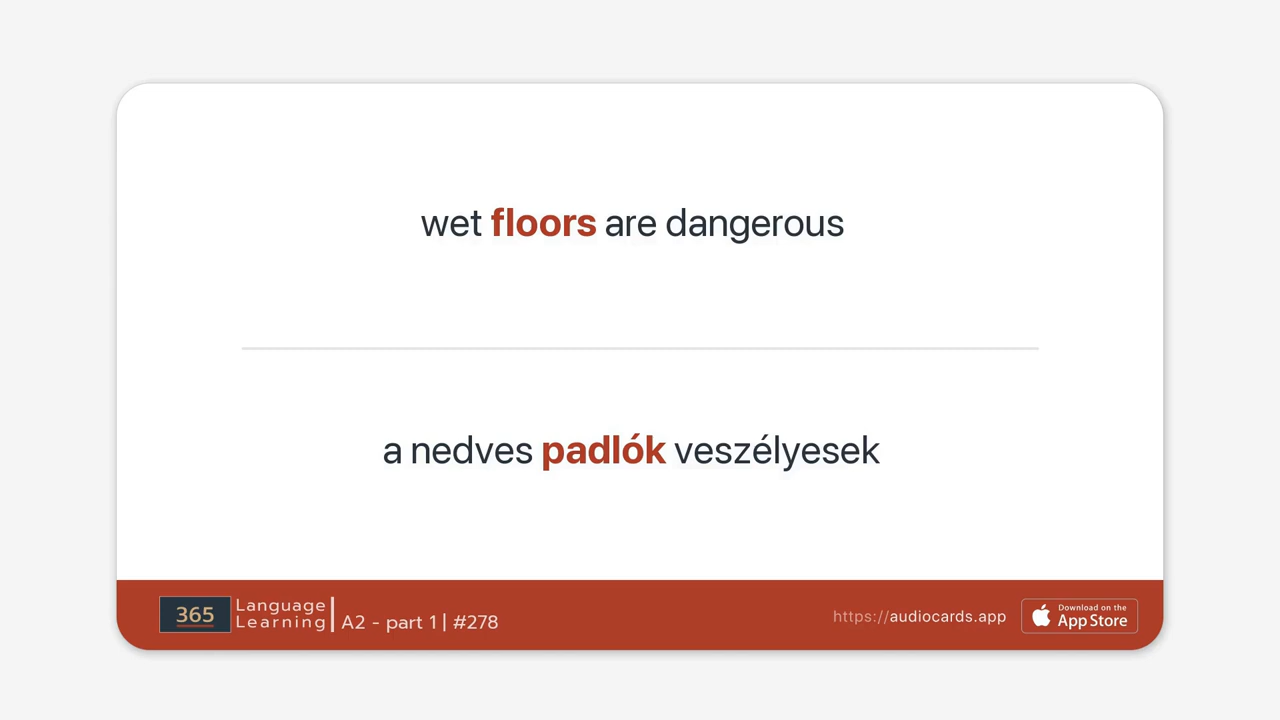 wet floors are dangerous
a nedves padlók veszélyesek
365 Language Learning | A2 - part 1 | #278
https://audiocards.app
Download on the
App Store